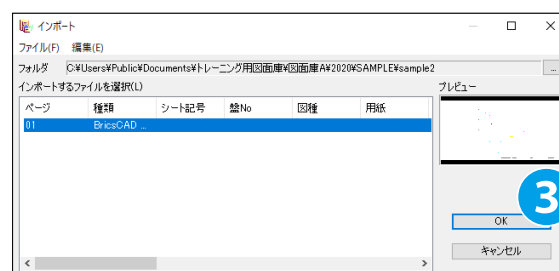 インポート
ファイル(F) 編集(E)
フォルダ C:¥Users¥Public¥Documents¥トレーニング用図面庫¥図面庫A¥2020¥SAMPLE¥sample2 ...
インポートするファイルを選択(L) プレビュー
ページ 種類 シート記号 盤No 図種 用紙
01 BricsCAD ...
3
OK
キャンセル